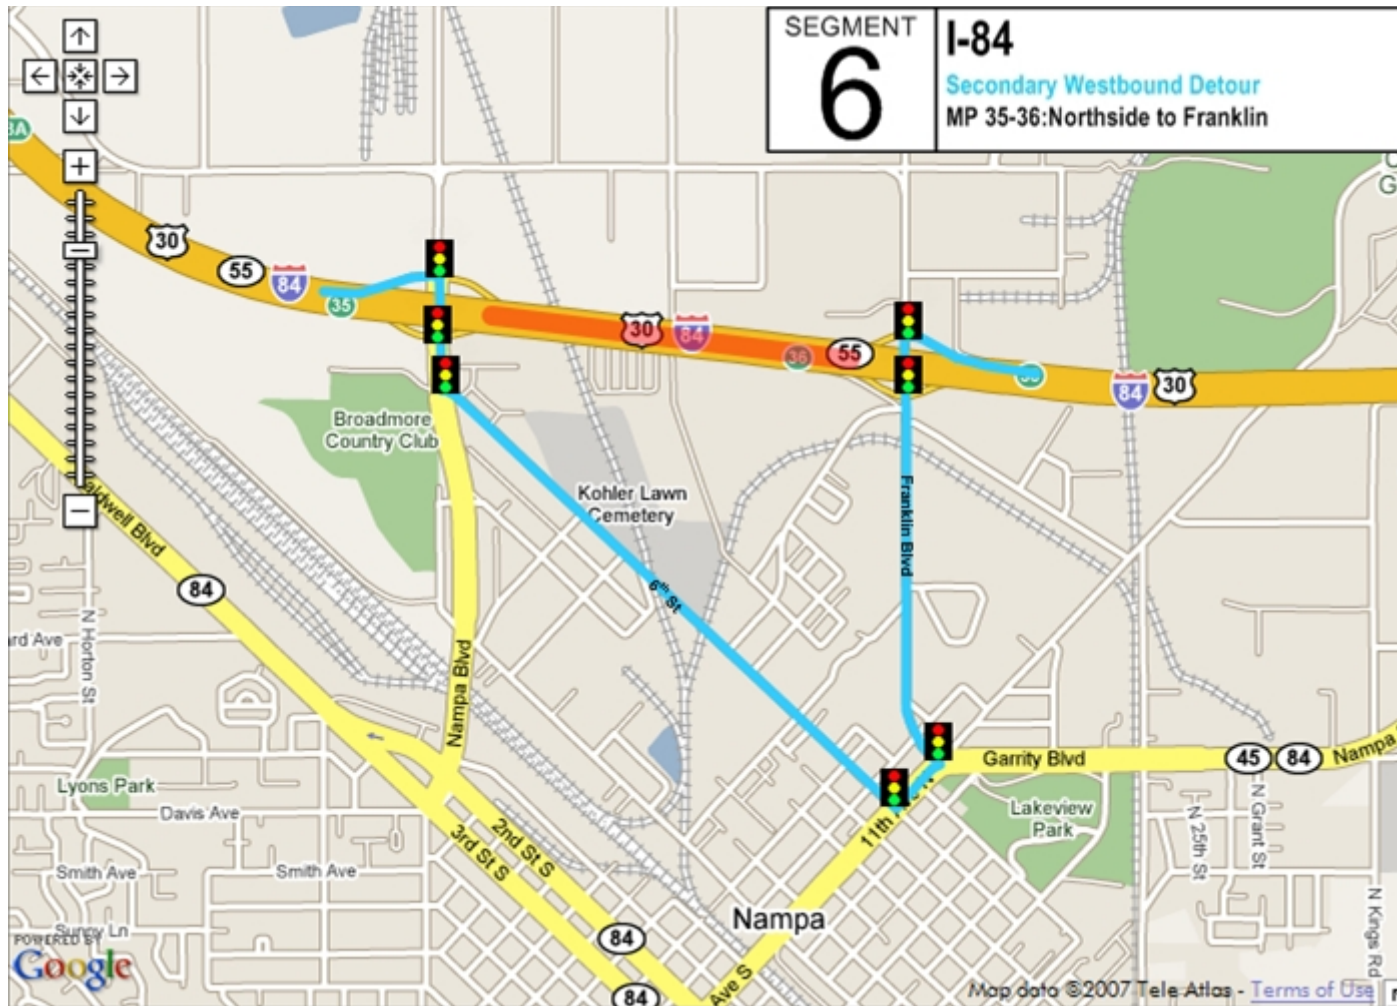 SEGMENT
6
I-84
Secondary Westbound Detour
MP 35-36:Northside to Franklin
30
55
84
35
30
84
36
55
84
30
Broadmore
Country Club
Kohler Lawn
Cemetery
Franklin Blvd
6th St
Caldwell Blvd
84
N Horton St
Nampa Blvd
Garrity Blvd
45
84
Nampa
Lyons Park
Davis Ave
Lakeview
Park
N 25th St
N Grant St
11th
2nd St S
3rd St S
Smith Ave
Smith Ave
Nampa
N Kings Rd
Sunny Ln
84
84
Ave S
POWERED BY
Google
Map data ©2007 Tele Atlas - Terms of Use